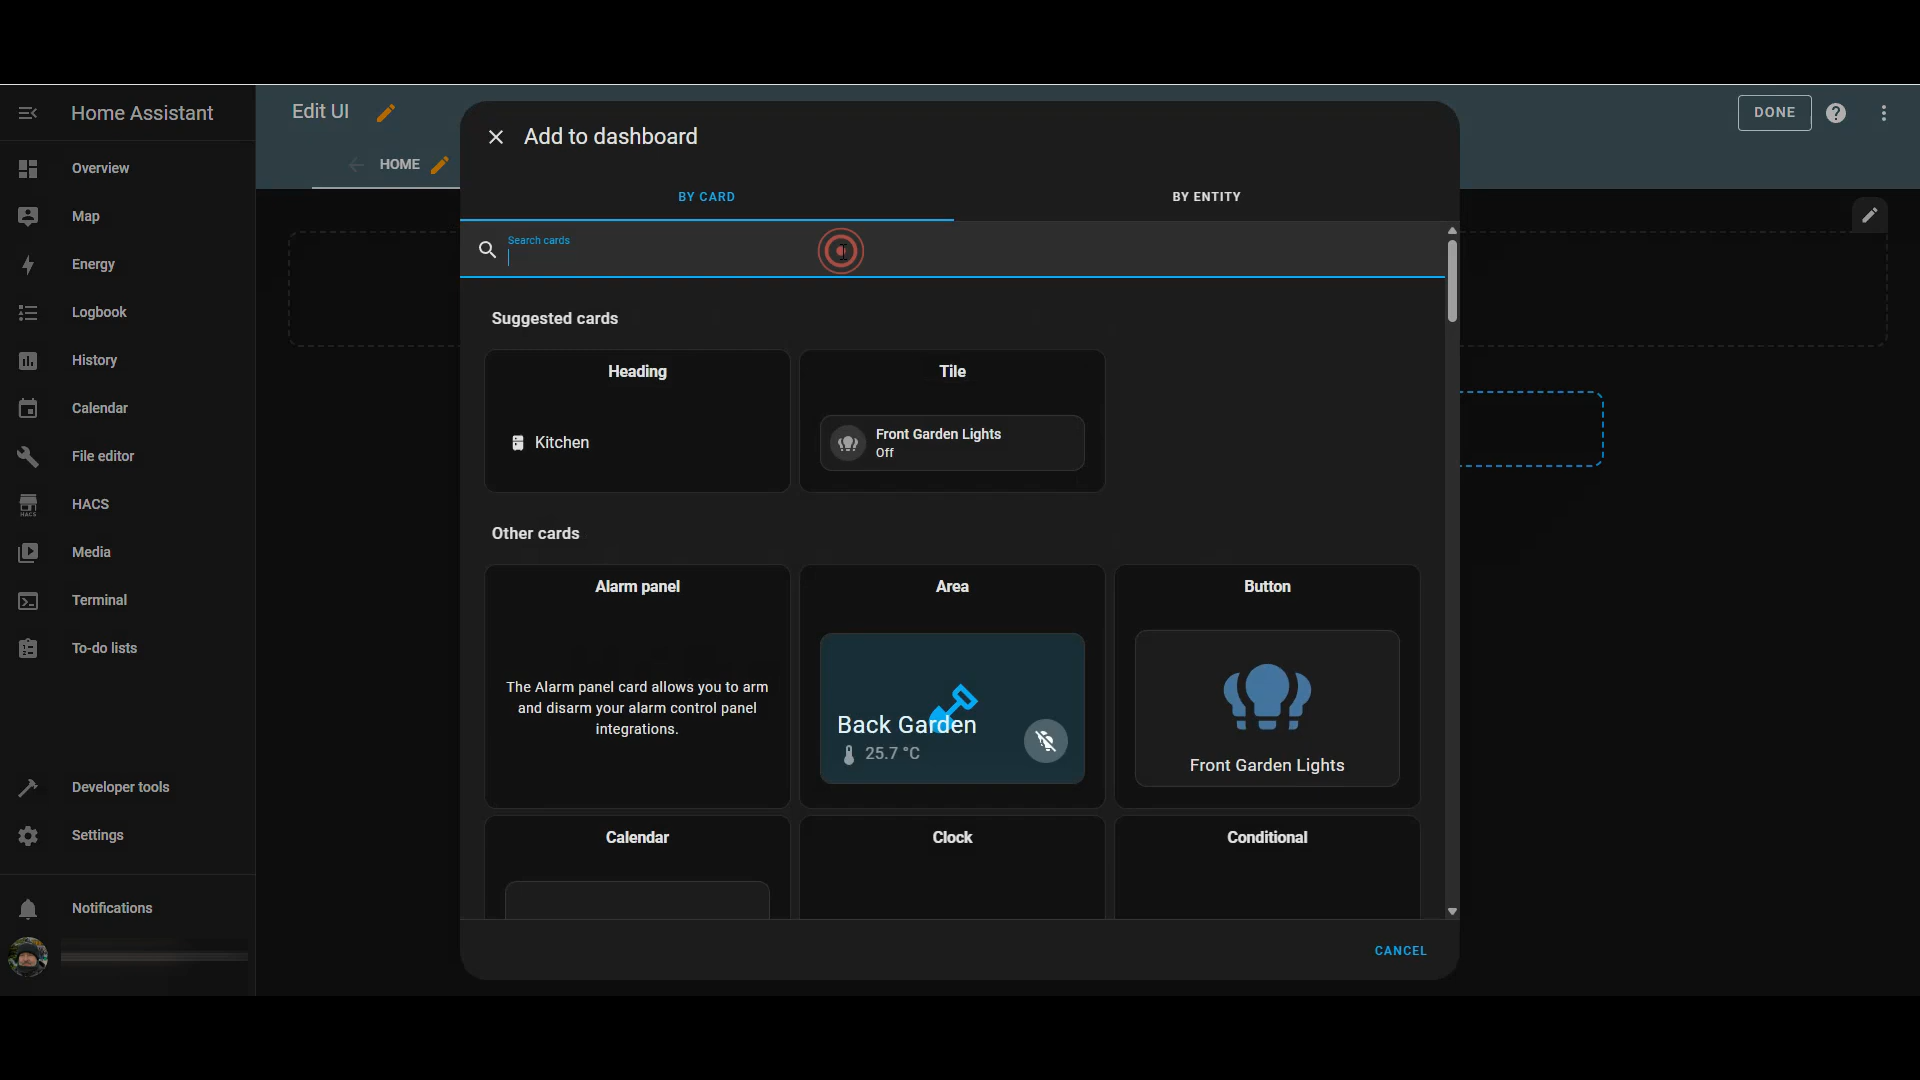 Home Assistant
Overview
Map
Energy
Logbook
History
Calendar
File editor
HACS
HACS
Media
Terminal
To-do lists
Developer tools
Settings
Notifications
Edit UI
HOME
DONE
Add to dashboard
BY CARD
BY ENTITY
Search cards
Suggested cards
Heading
Kitchen
Tile
Front Garden Lights
Off
Other cards
Alarm panel
The Alarm panel card allows you to arm
and disarm your alarm control panel
integrations.
Area
Back Garden
25.7 °C
Button
Front Garden Lights
Calendar
Clock
Conditional
CANCEL